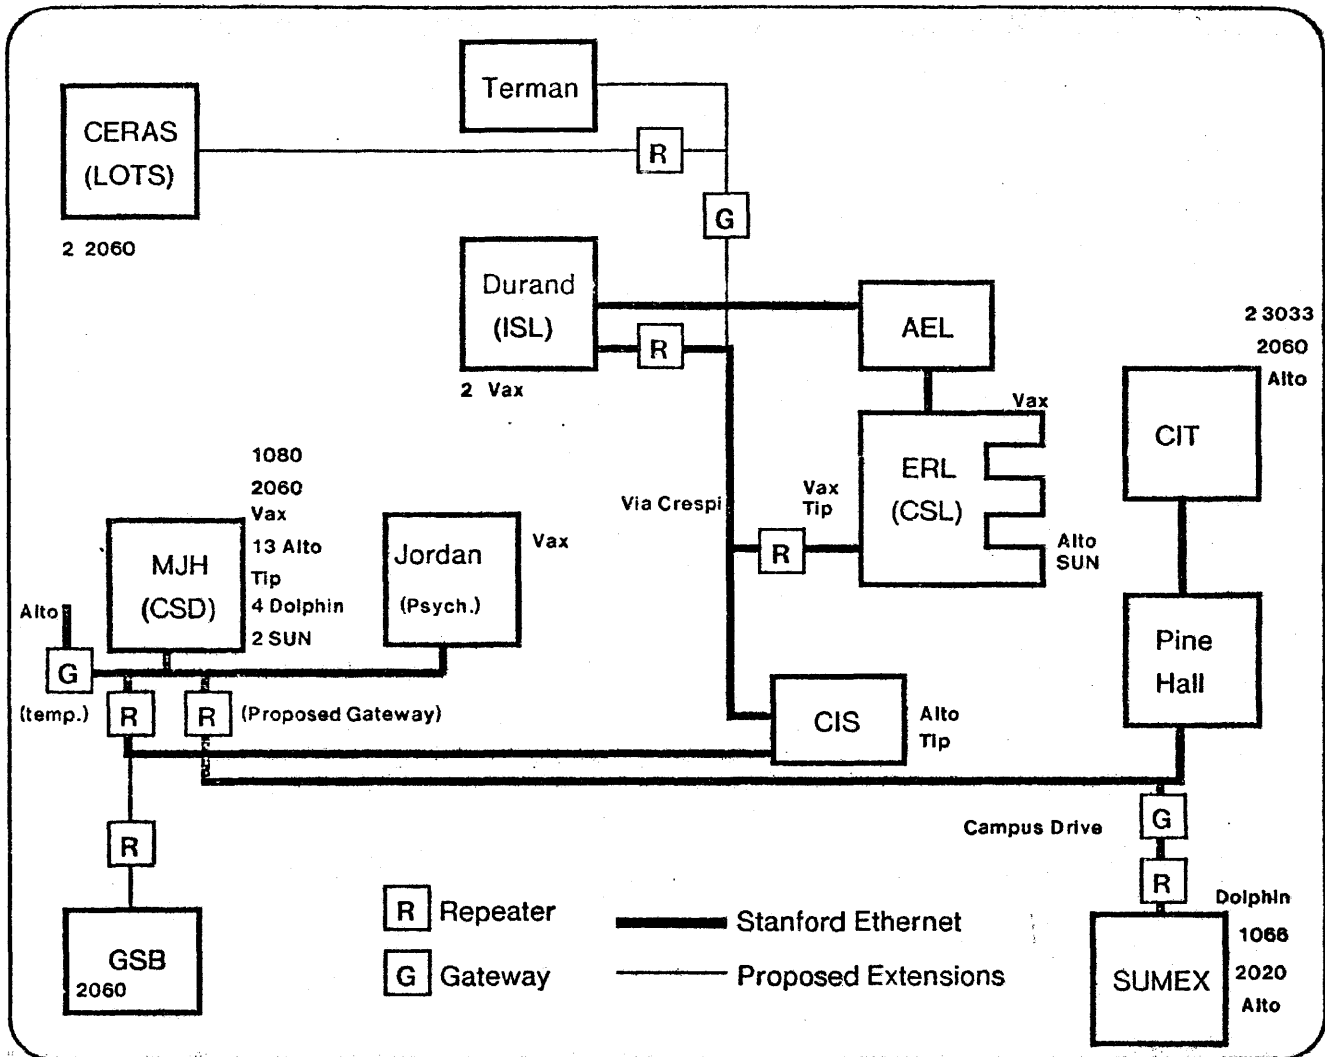 Terman
CERAS
(LOTS)
R
G
2 2060
Durand
(ISL)
R
2 Vax
AEL
2 3033
2060
Alto
CIT
Vax
ERL
(CSL)
Vax
Tip
Via Crespi
R
Alto
SUN
1080
2060
Vax
13 Alto
Tip
4 Dolphin
2 SUN
MJH
(CSD)
Jordan
(Psych.)
Vax
Alto
G
(temp.)
R
R
(Proposed Gateway)
Pine
Hall
CIS
Alto
Tip
Campus Drive
G
R
R
GSB
2060
R Repeater
G Gateway
Stanford Ethernet
Proposed Extensions
SUMEX
Dolphin
1066
2020
Alto